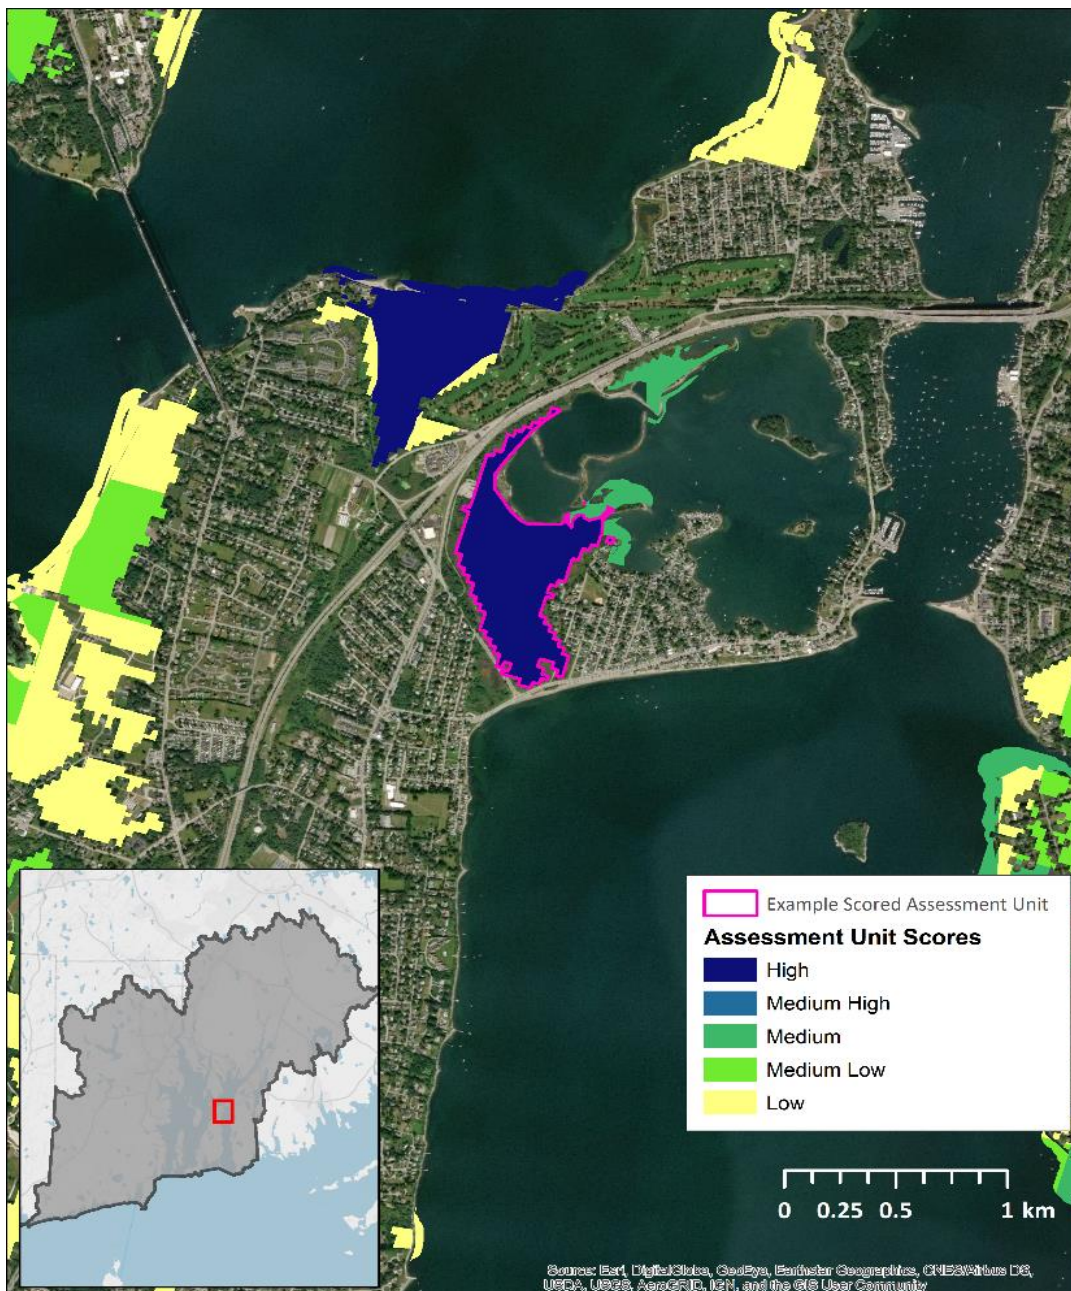 Example Scored Assessment Unit
Assessment Unit Scores
High
Medium High
Medium
Medium Low
Low
0 0.25 0.5 1 km
Source: Esri, DigitalGlobe, GeoEye, Earthstar Geographics, CNES/Airbus DS,
USDA, USGS, AeroGRID, IGN, and the GIS User Community